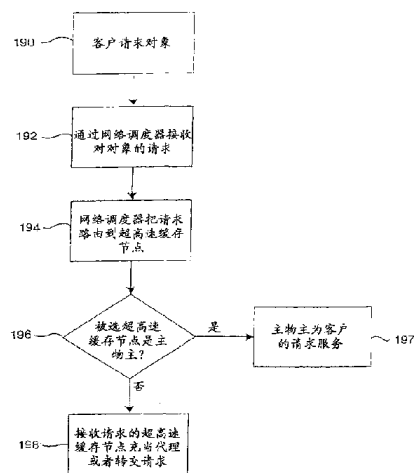 190
客户请求对象
192
通过网络调度器接收
对对象的请求
194
网络调度器把请求
路由到超高速缓存
节点
196
被选超高速
缓存节点是主
物主?
是
主物主为客户
的请求服务
197
否
198
接收请求的超高速
缓存节点充当代理
或者转交请求